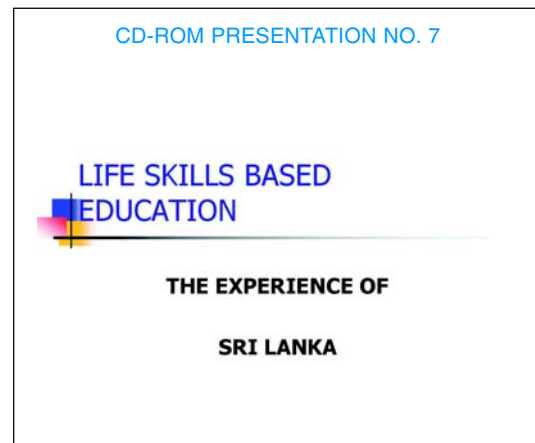 CD-ROM PRESENTATION NO. 7
LIFE SKILLS BASED
EDUCATION
THE EXPERIENCE OF
SRI LANKA